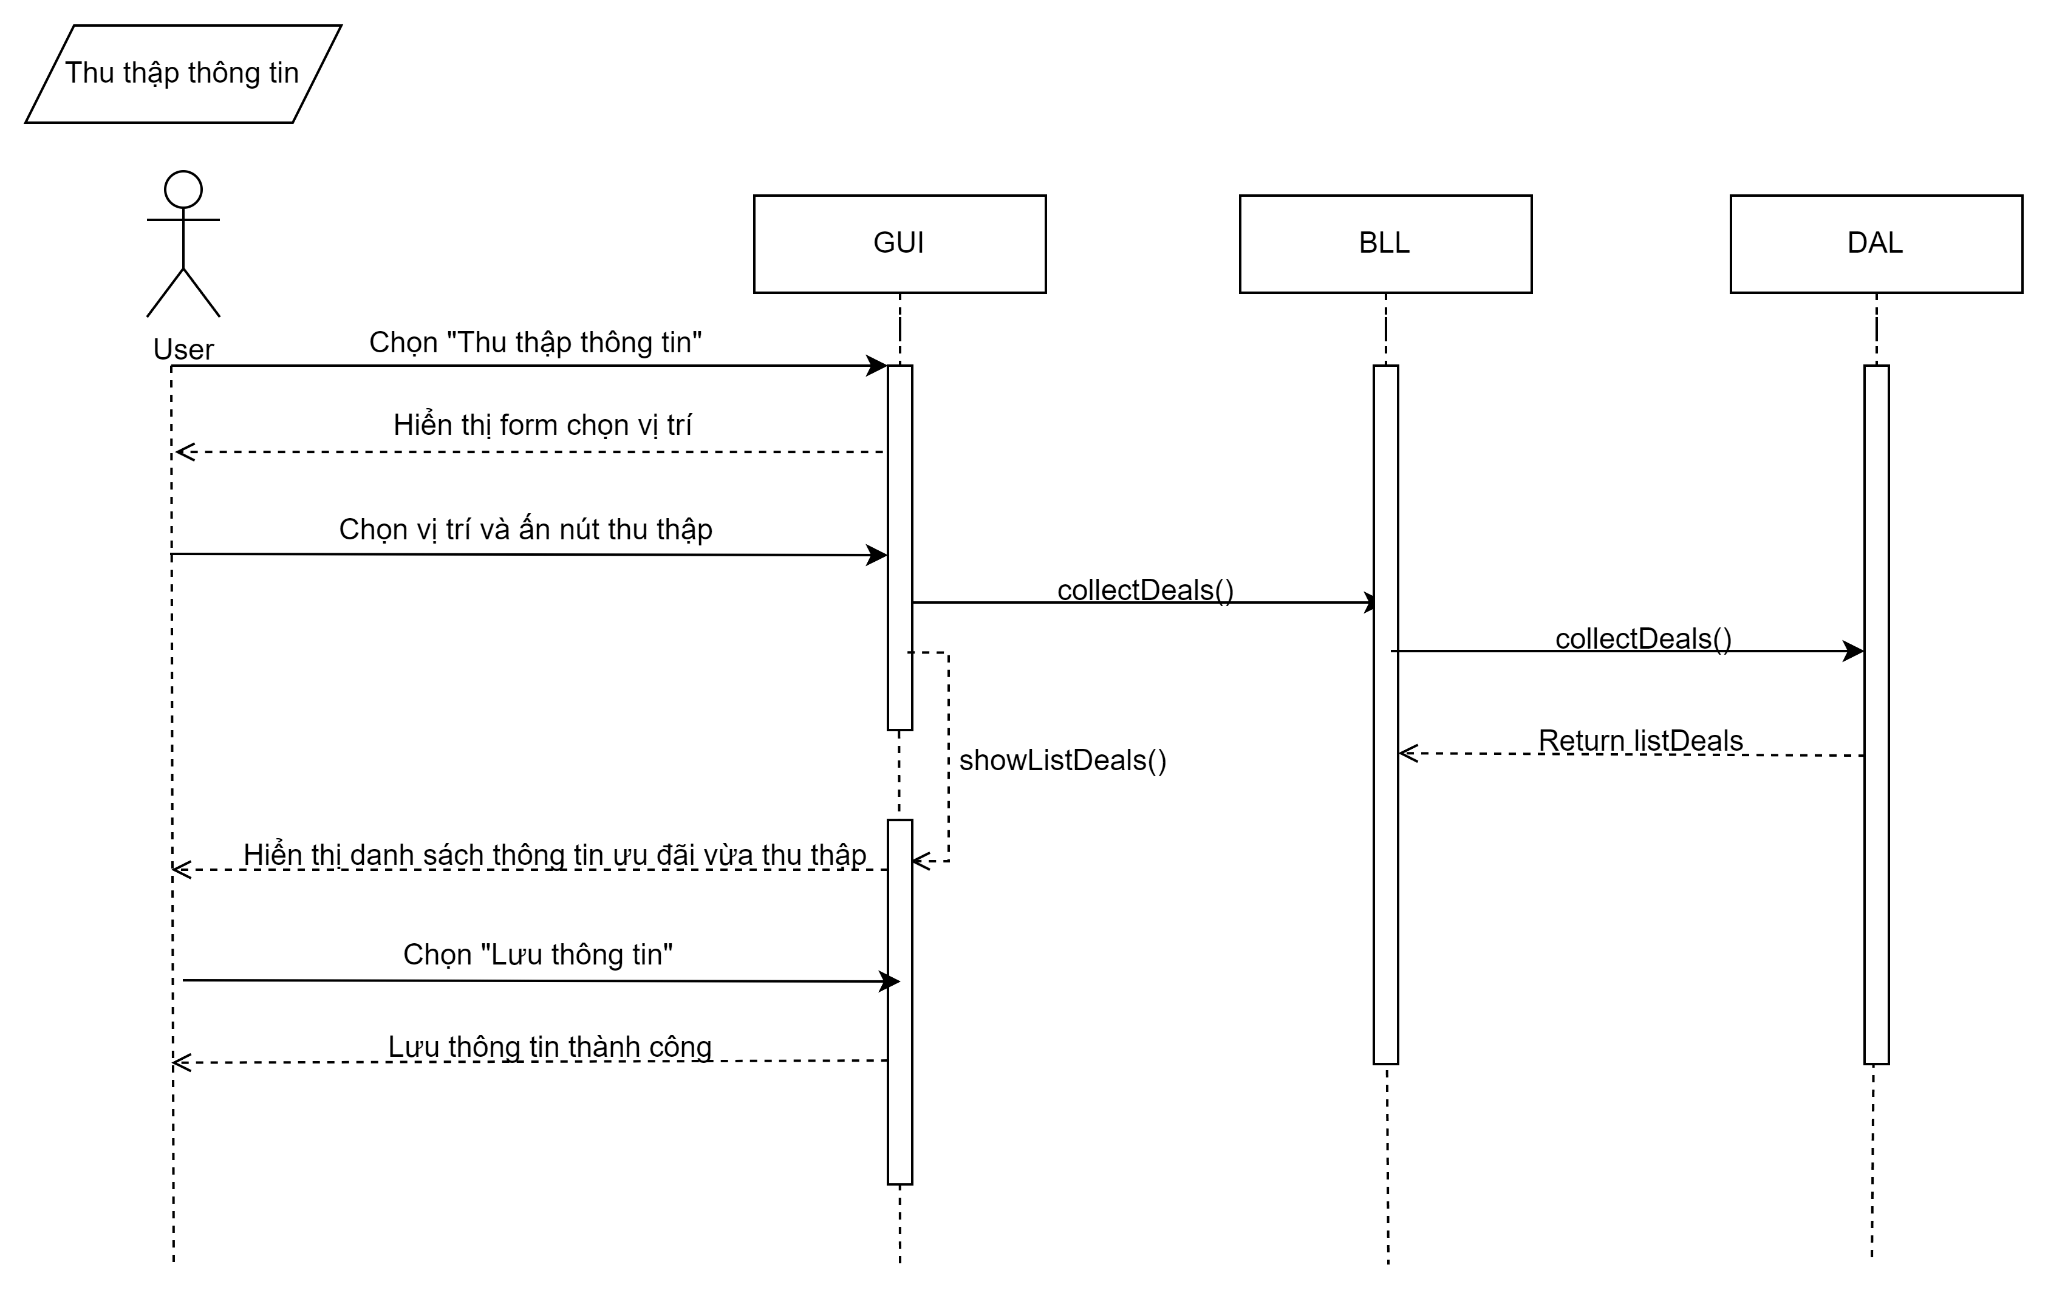 Thu thập thông tin
GUI
BLL
DAL
User
Chọn "Thu thập thông tin"
Hiển thị form chọn vị trí
Chọn vị trí và ấn nút thu thập
collectDeals()
collectDeals()
Return listDeals
showListDeals()
Hiển thị danh sách thông tin ưu đãi vừa thu thâp
Chọn "Lưu thông tin"
Lưu thông tin thành công